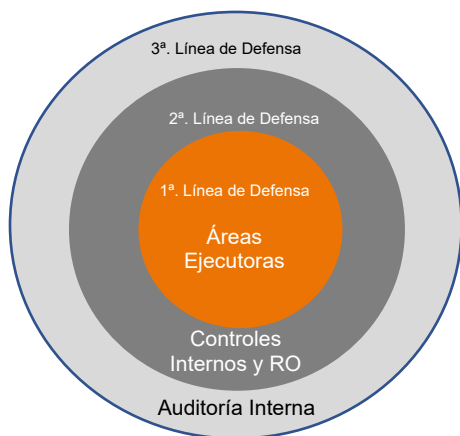 3ª. Línea de Defensa
2ª. Línea de Defensa
1ª. Línea de Defensa
Áreas
Ejecutoras
Controles
Internos y RO
Auditoría Interna